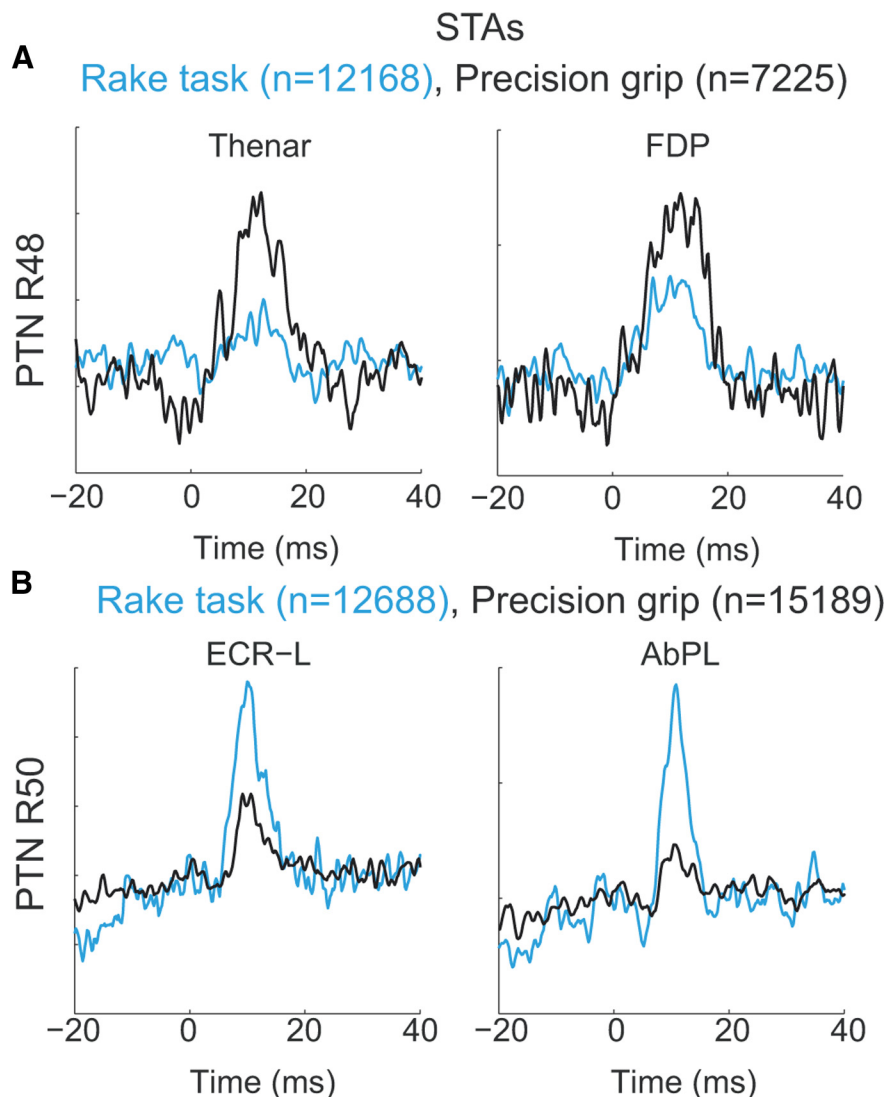 STAs
A
Rake task (n=12168), Precision grip (n=7225)
Thenar
FDP
PTN R48
−20 0 20 40
−20 0 20 40
Time (ms)
Time (ms)
B
Rake task (n=12688), Precision grip (n=15189)
ECR−L
AbPL
PTN R50
−20 0 20 40
−20 0 20 40
Time (ms)
Time (ms)